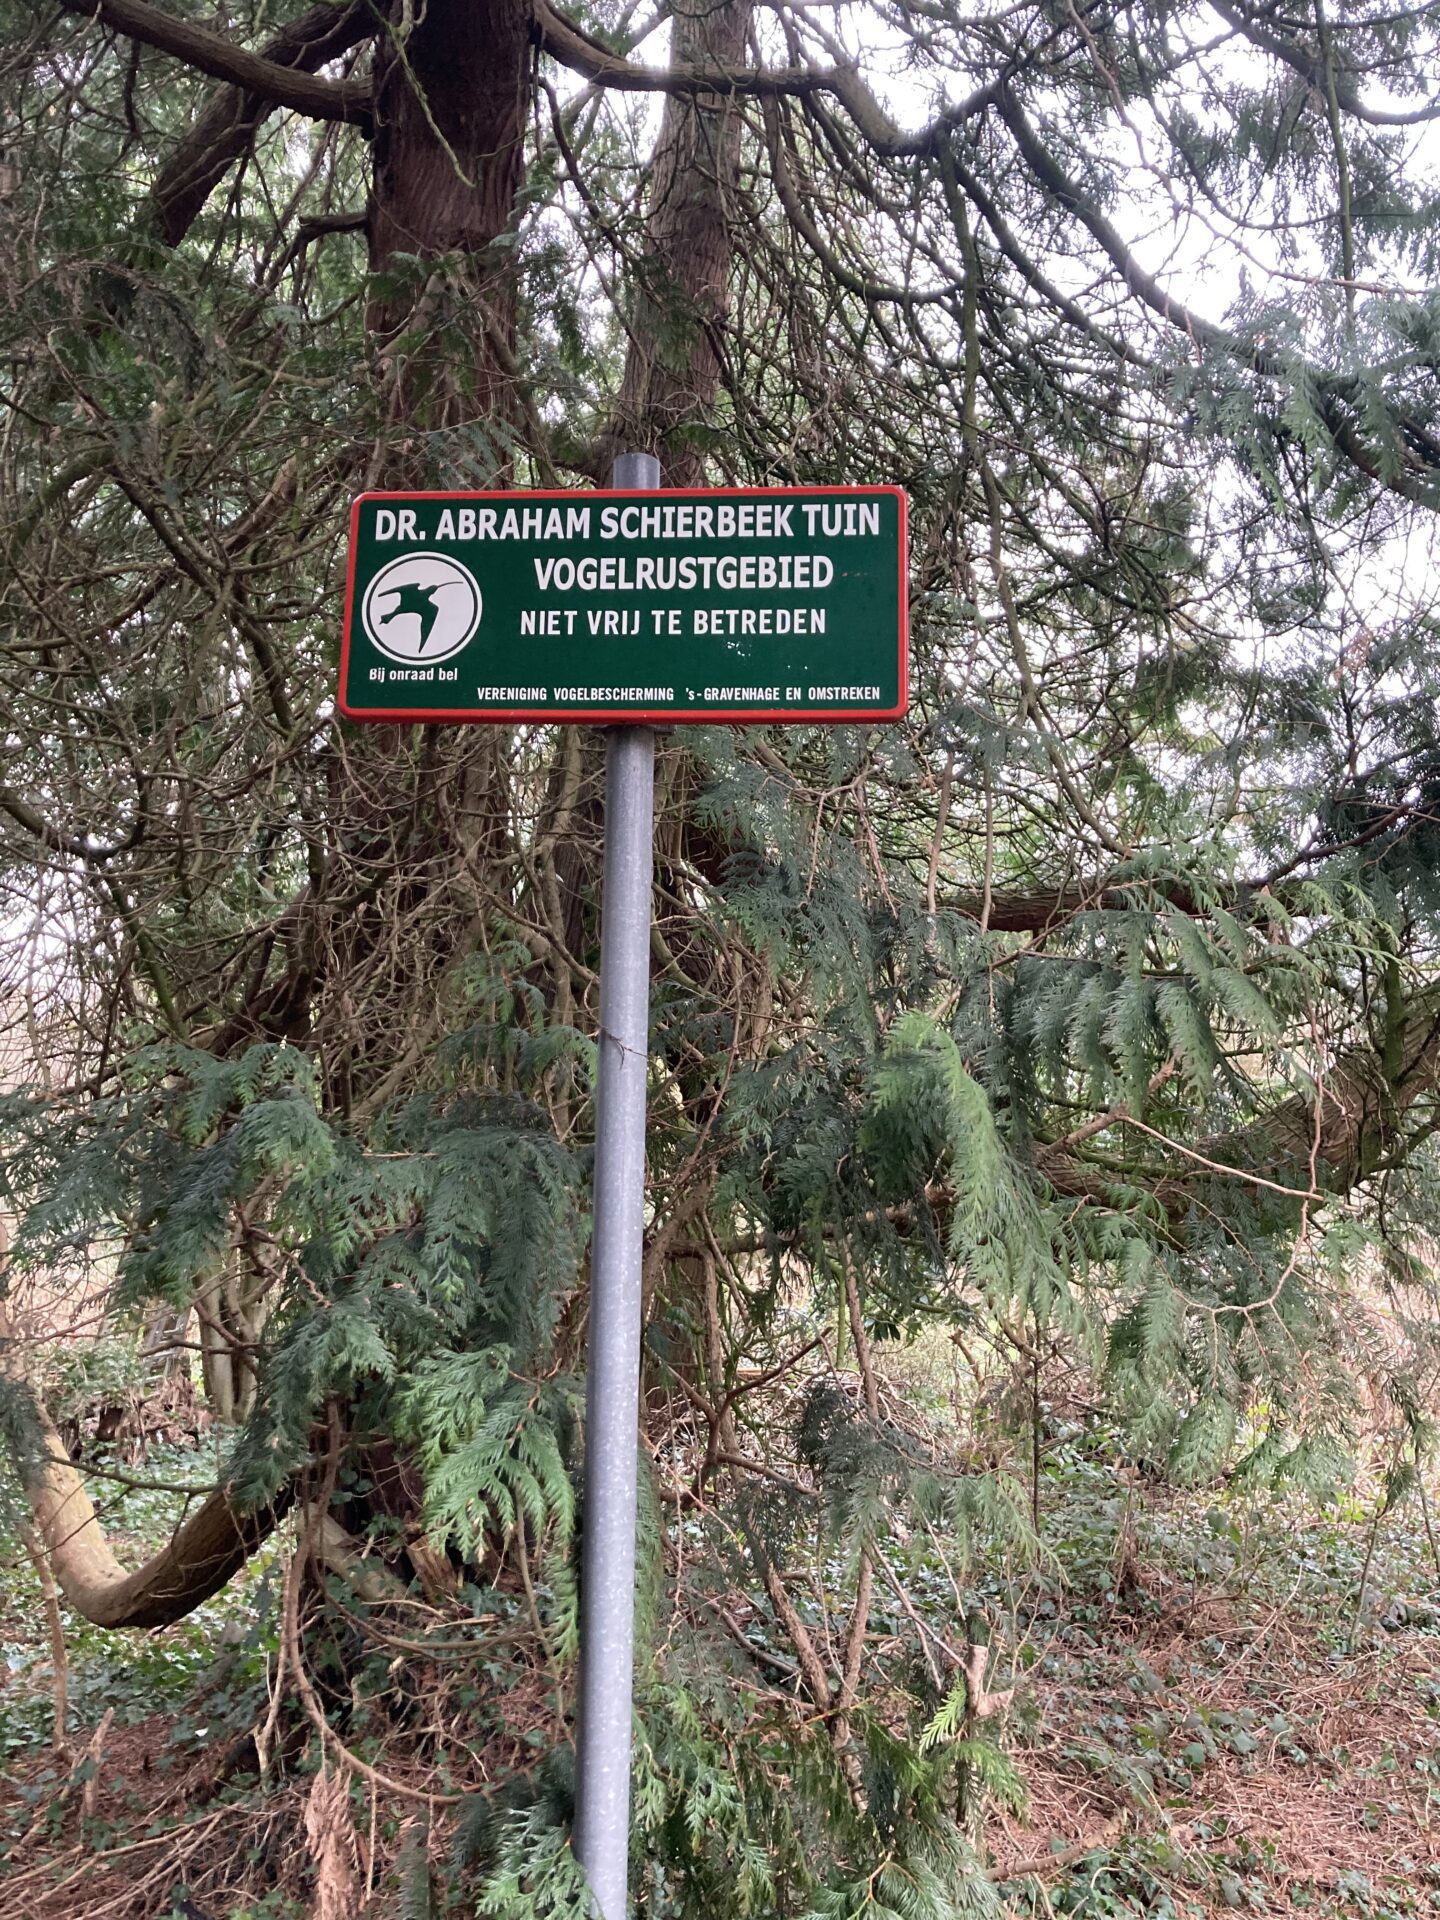 DR. ABRAHAM SCHIERBEEK TUIN
VOGELRUSTGEBIED
NIET VRIJ TE BETREDEN
Bij onraad bel
VERENIGING VOGELBESCHERMING 's-GRAVENHAGE EN OMSTREKEN